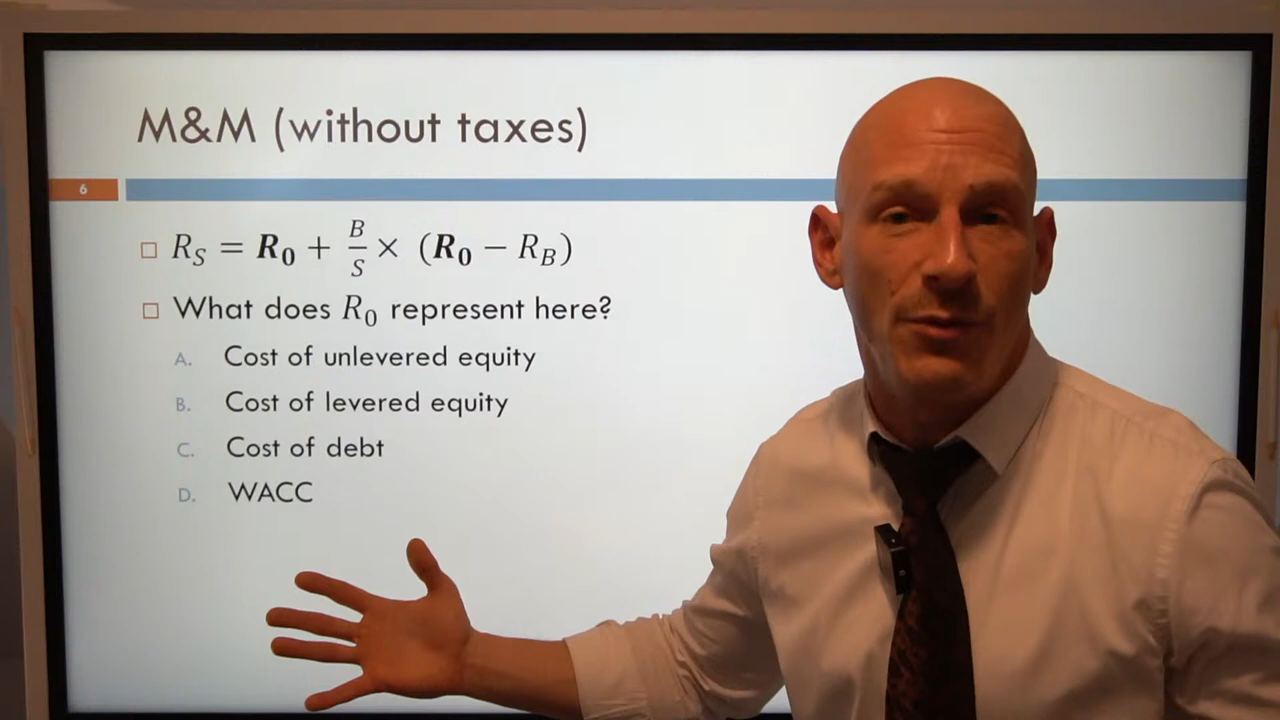 M&M (without taxes)
6
R_S = R_0 + B/S × (R_0 − R_B)
What does R_0 represent here?
A. Cost of unlevered equity
B. Cost of levered equity
C. Cost of debt
D. WACC